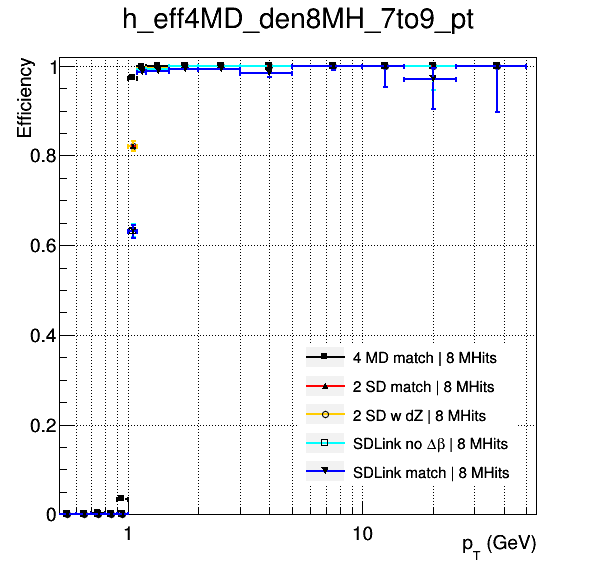 h_eff4MD_den8MH_7to9_pt
Efficiency
1
0.8
0.6
0.4
0.2
0
4 MD match | 8 MHits
2 SD match | 8 MHits
2 SD w dZ | 8 MHits
SDLink no Δβ | 8 MHits
SDLink match | 8 MHits
1
10
p_T (GeV)